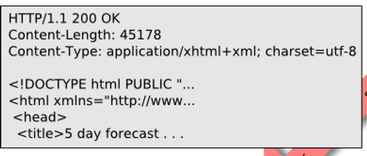 HTTP/1.1 200 OK
Content-Length: 45178
Content-Type: application/xhtml+xml; charset=utf-8

<!DOCTYPE html PUBLIC "...
<html xmlns="http://www...
<head>
<title>5 day forecast . . .